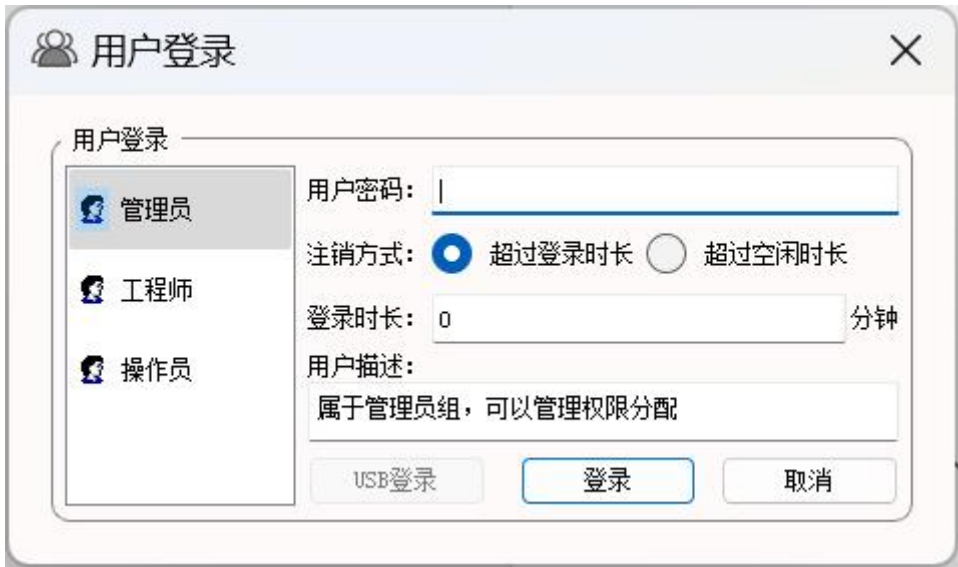 用户登录
用户登录
管理员
工程师
操作员
用户密码：
注销方式： 超过登录时长 超过空闲时长
登录时长： 0 分钟
用户描述：
属于管理员组，可以管理权限分配
USB登录 登录 取消